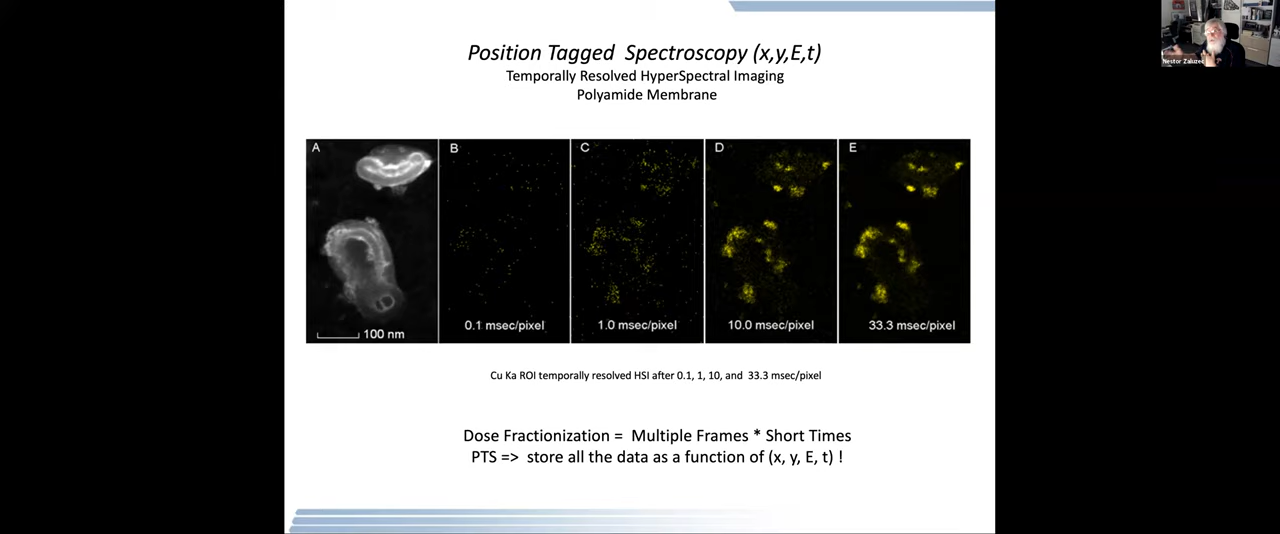 Position Tagged Spectroscopy (x,y,E,t)
Temporally Resolved HyperSpectral Imaging
Polyamide Membrane
A
B
C
D
E
100 nm
0.1 msec/pixel
1.0 msec/pixel
10.0 msec/pixel
33.3 msec/pixel
Cu Ka ROI temporally resolved HSI after 0.1, 1, 10, and 33.3 msec/pixel
Dose Fractionization = Multiple Frames * Short Times
PTS => store all the data as a function of (x, y, E, t) !
Nestor Zaluzec